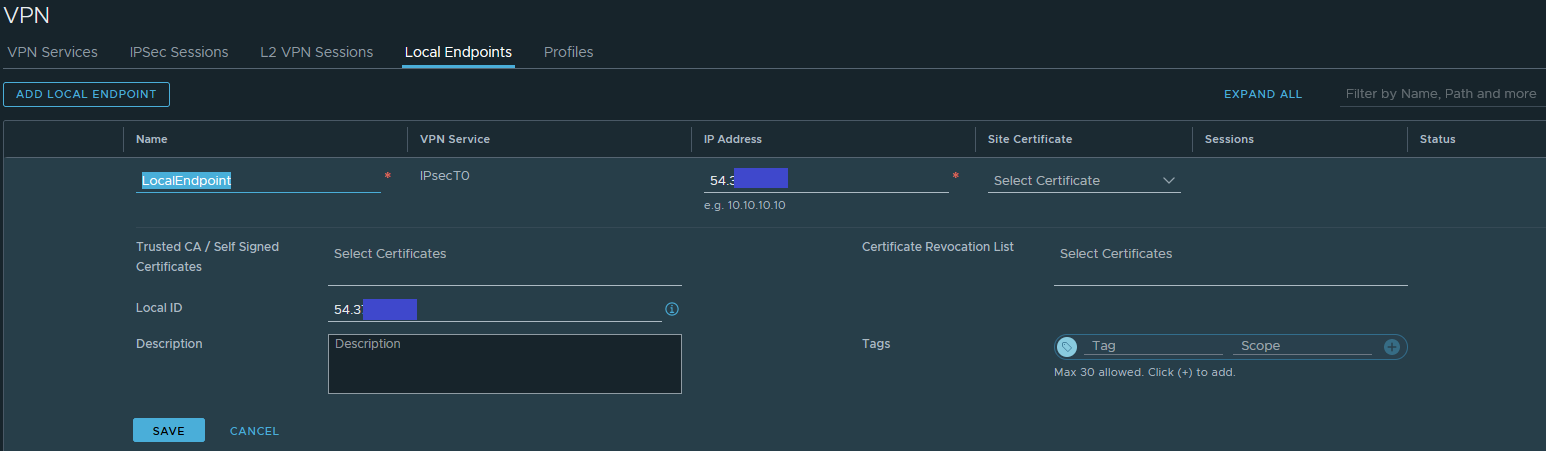 VPN
VPN Services IPSec Sessions L2 VPN Sessions Local Endpoints Profiles
ADD LOCAL ENDPOINT EXPAND ALL Filter by Name, Path and more
Name VPN Service IP Address Site Certificate Sessions Status
LocalEndpoint * IPsecT0 54.3 * Select Certificate
e.g. 10.10.10.10
Trusted CA / Self Signed Certificate Revocation List
Certificates Select Certificates Select Certificates
Local ID 54.3
Description Description Tags Tag Scope
Max 30 allowed. Click (+) to add.
SAVE CANCEL